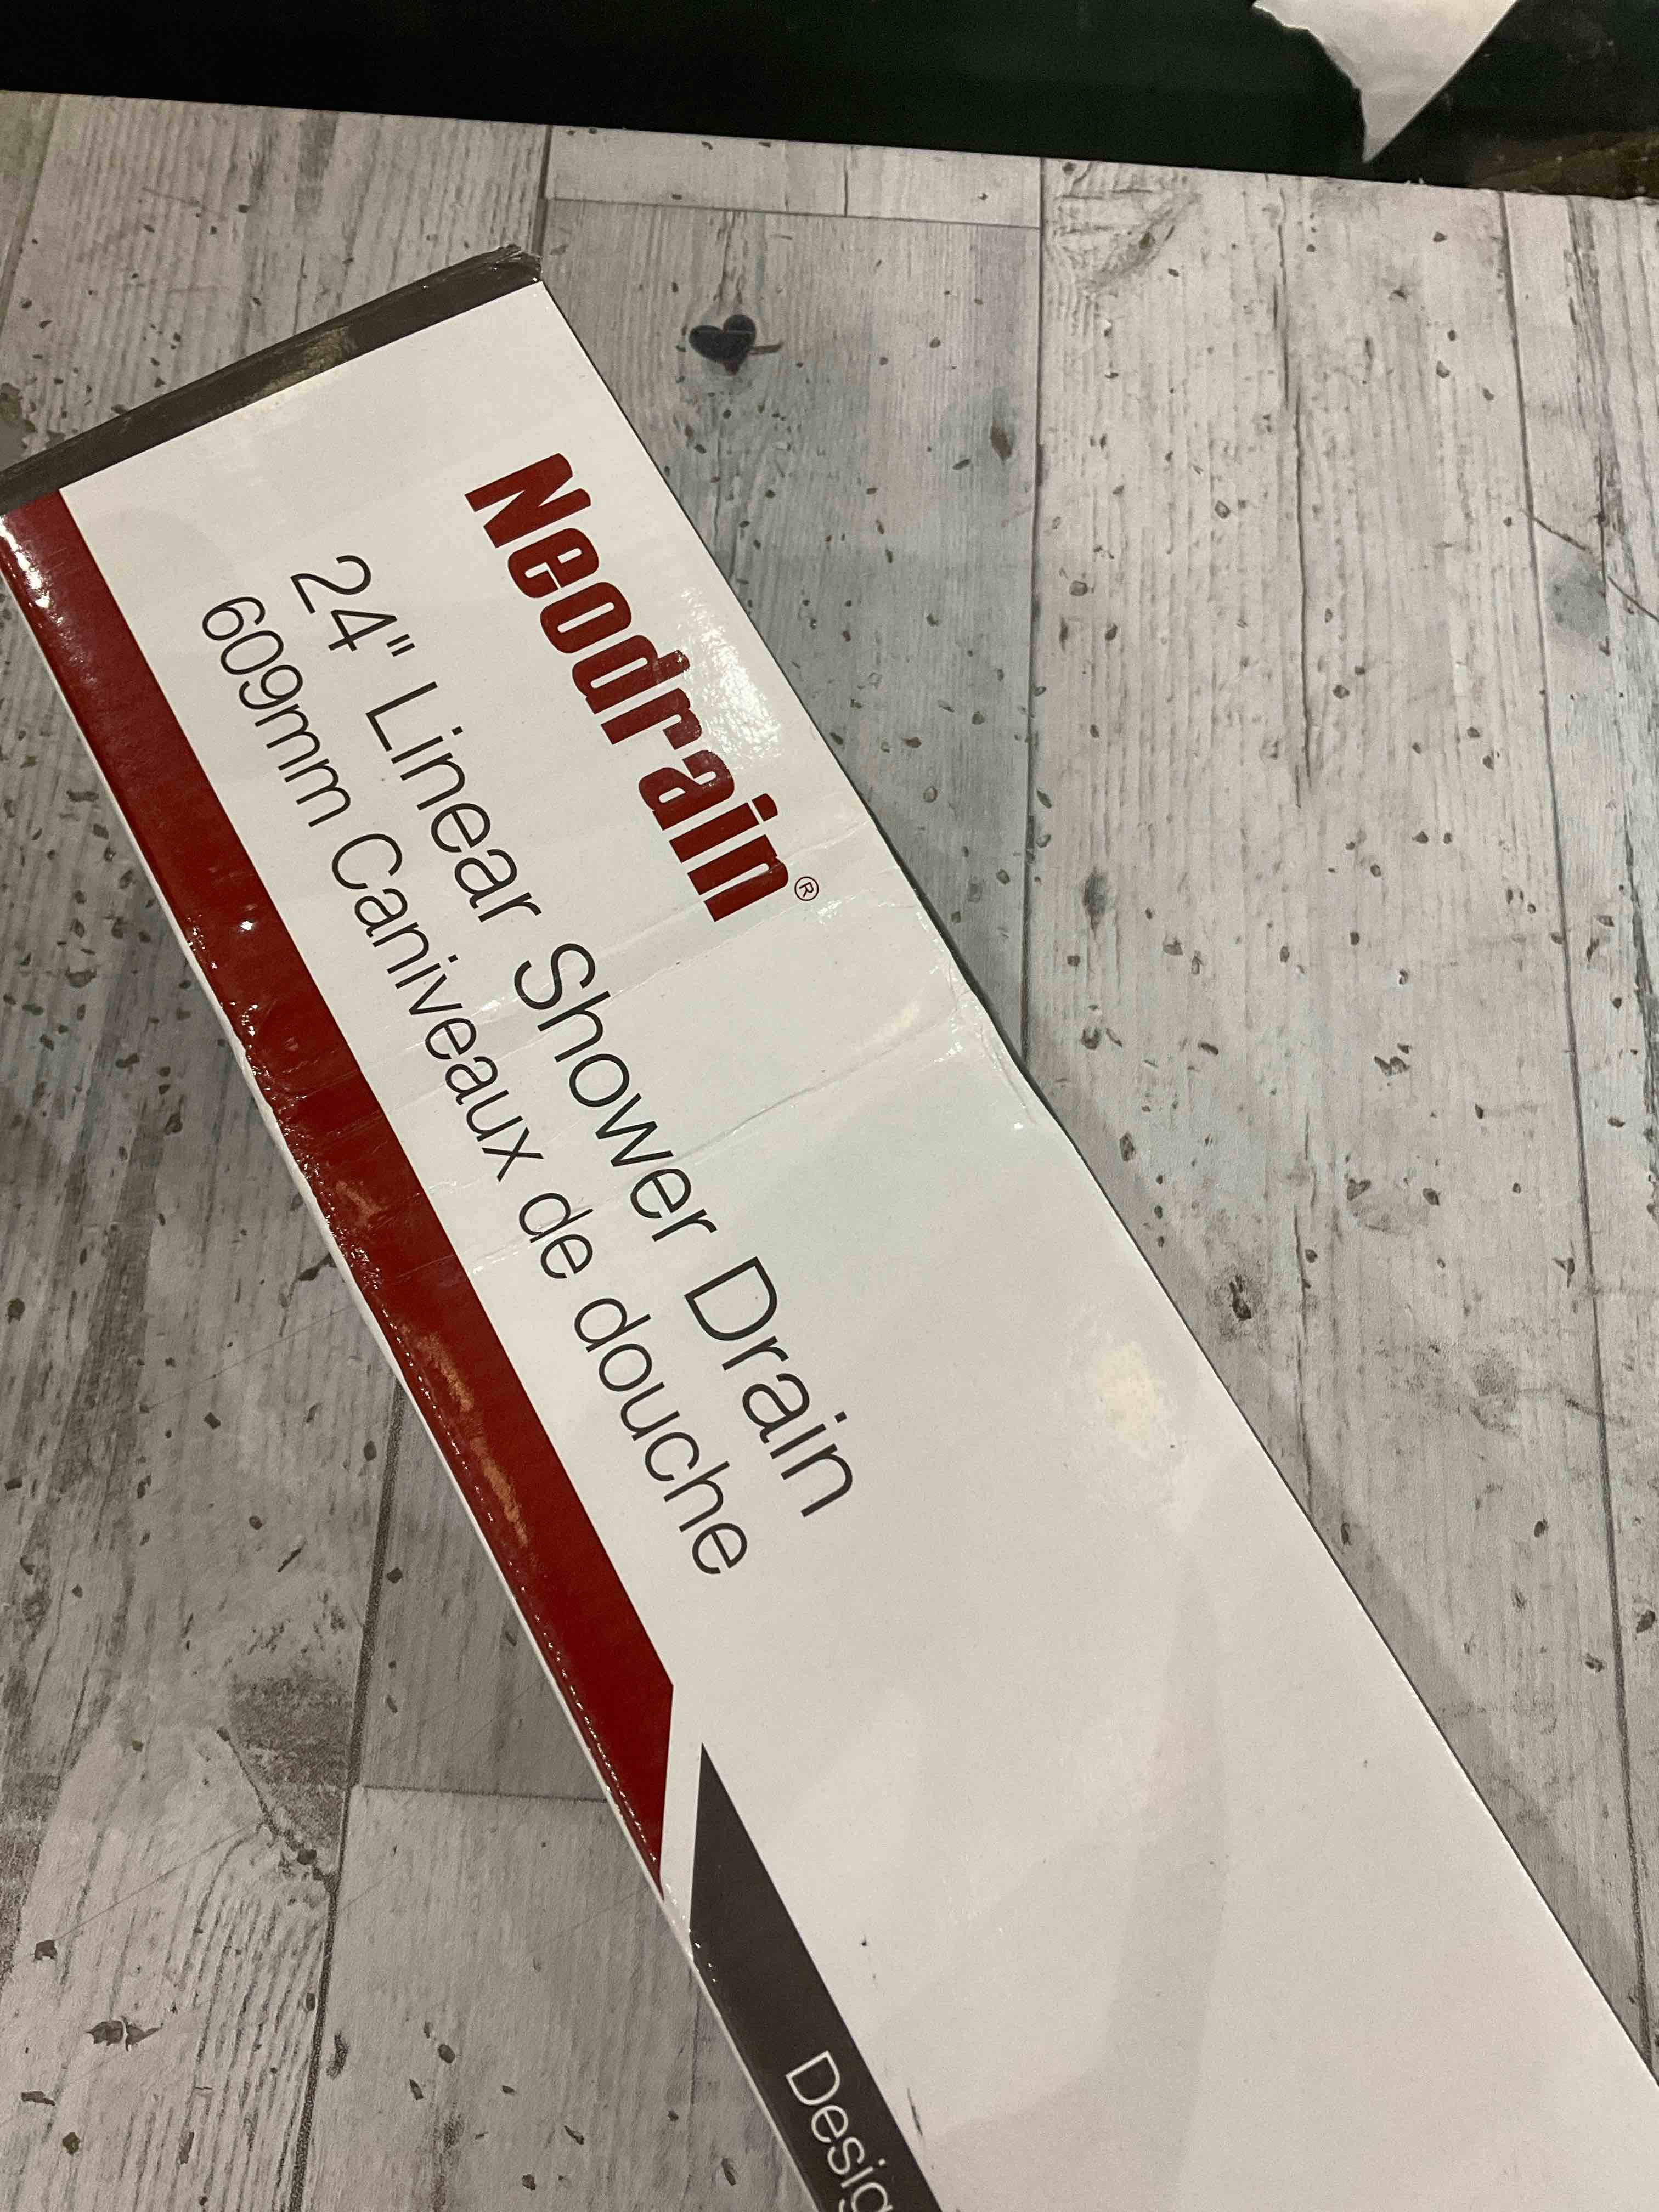 Neodrain®
24" Linear Shower Drain
609mm Caniveaux de douche